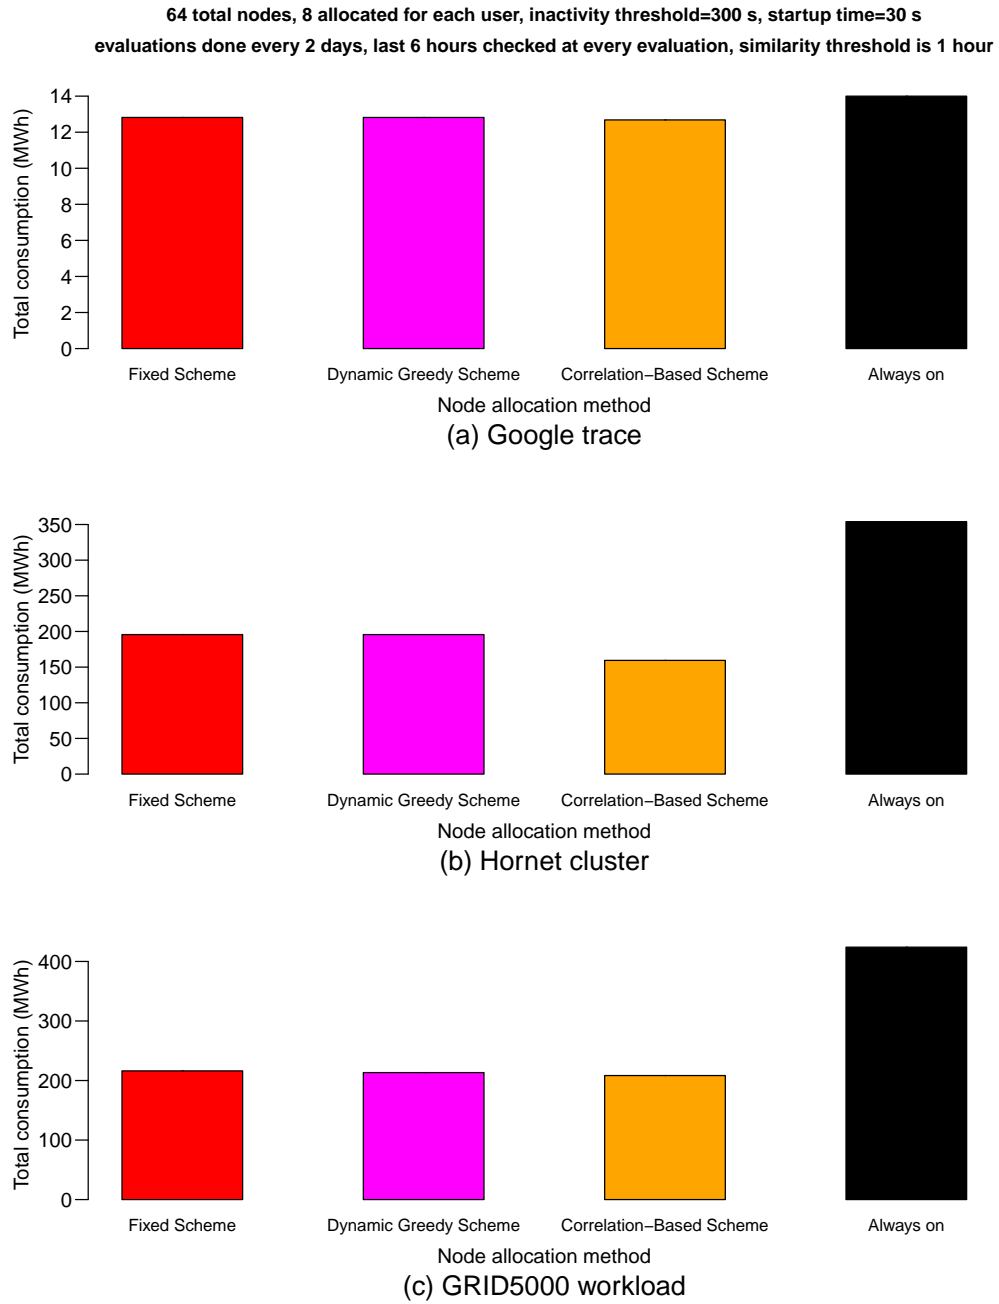 64 total nodes, 8 allocated for each user, inactivity threshold=300 s, startup time=30 s
evaluations done every 2 days, last 6 hours checked at every evaluation, similarity threshold is 1 hour
Total consumption (MWh)
14
12
10
8
6
4
2
0
Fixed Scheme Dynamic Greedy Scheme Correlation−Based Scheme Always on
Node allocation method
(a) Google trace
Total consumption (MWh)
350
300
250
200
150
100
50
0
Fixed Scheme Dynamic Greedy Scheme Correlation−Based Scheme Always on
Node allocation method
(b) Hornet cluster
Total consumption (MWh)
400
300
200
100
0
Fixed Scheme Dynamic Greedy Scheme Correlation−Based Scheme Always on
Node allocation method
(c) GRID5000 workload